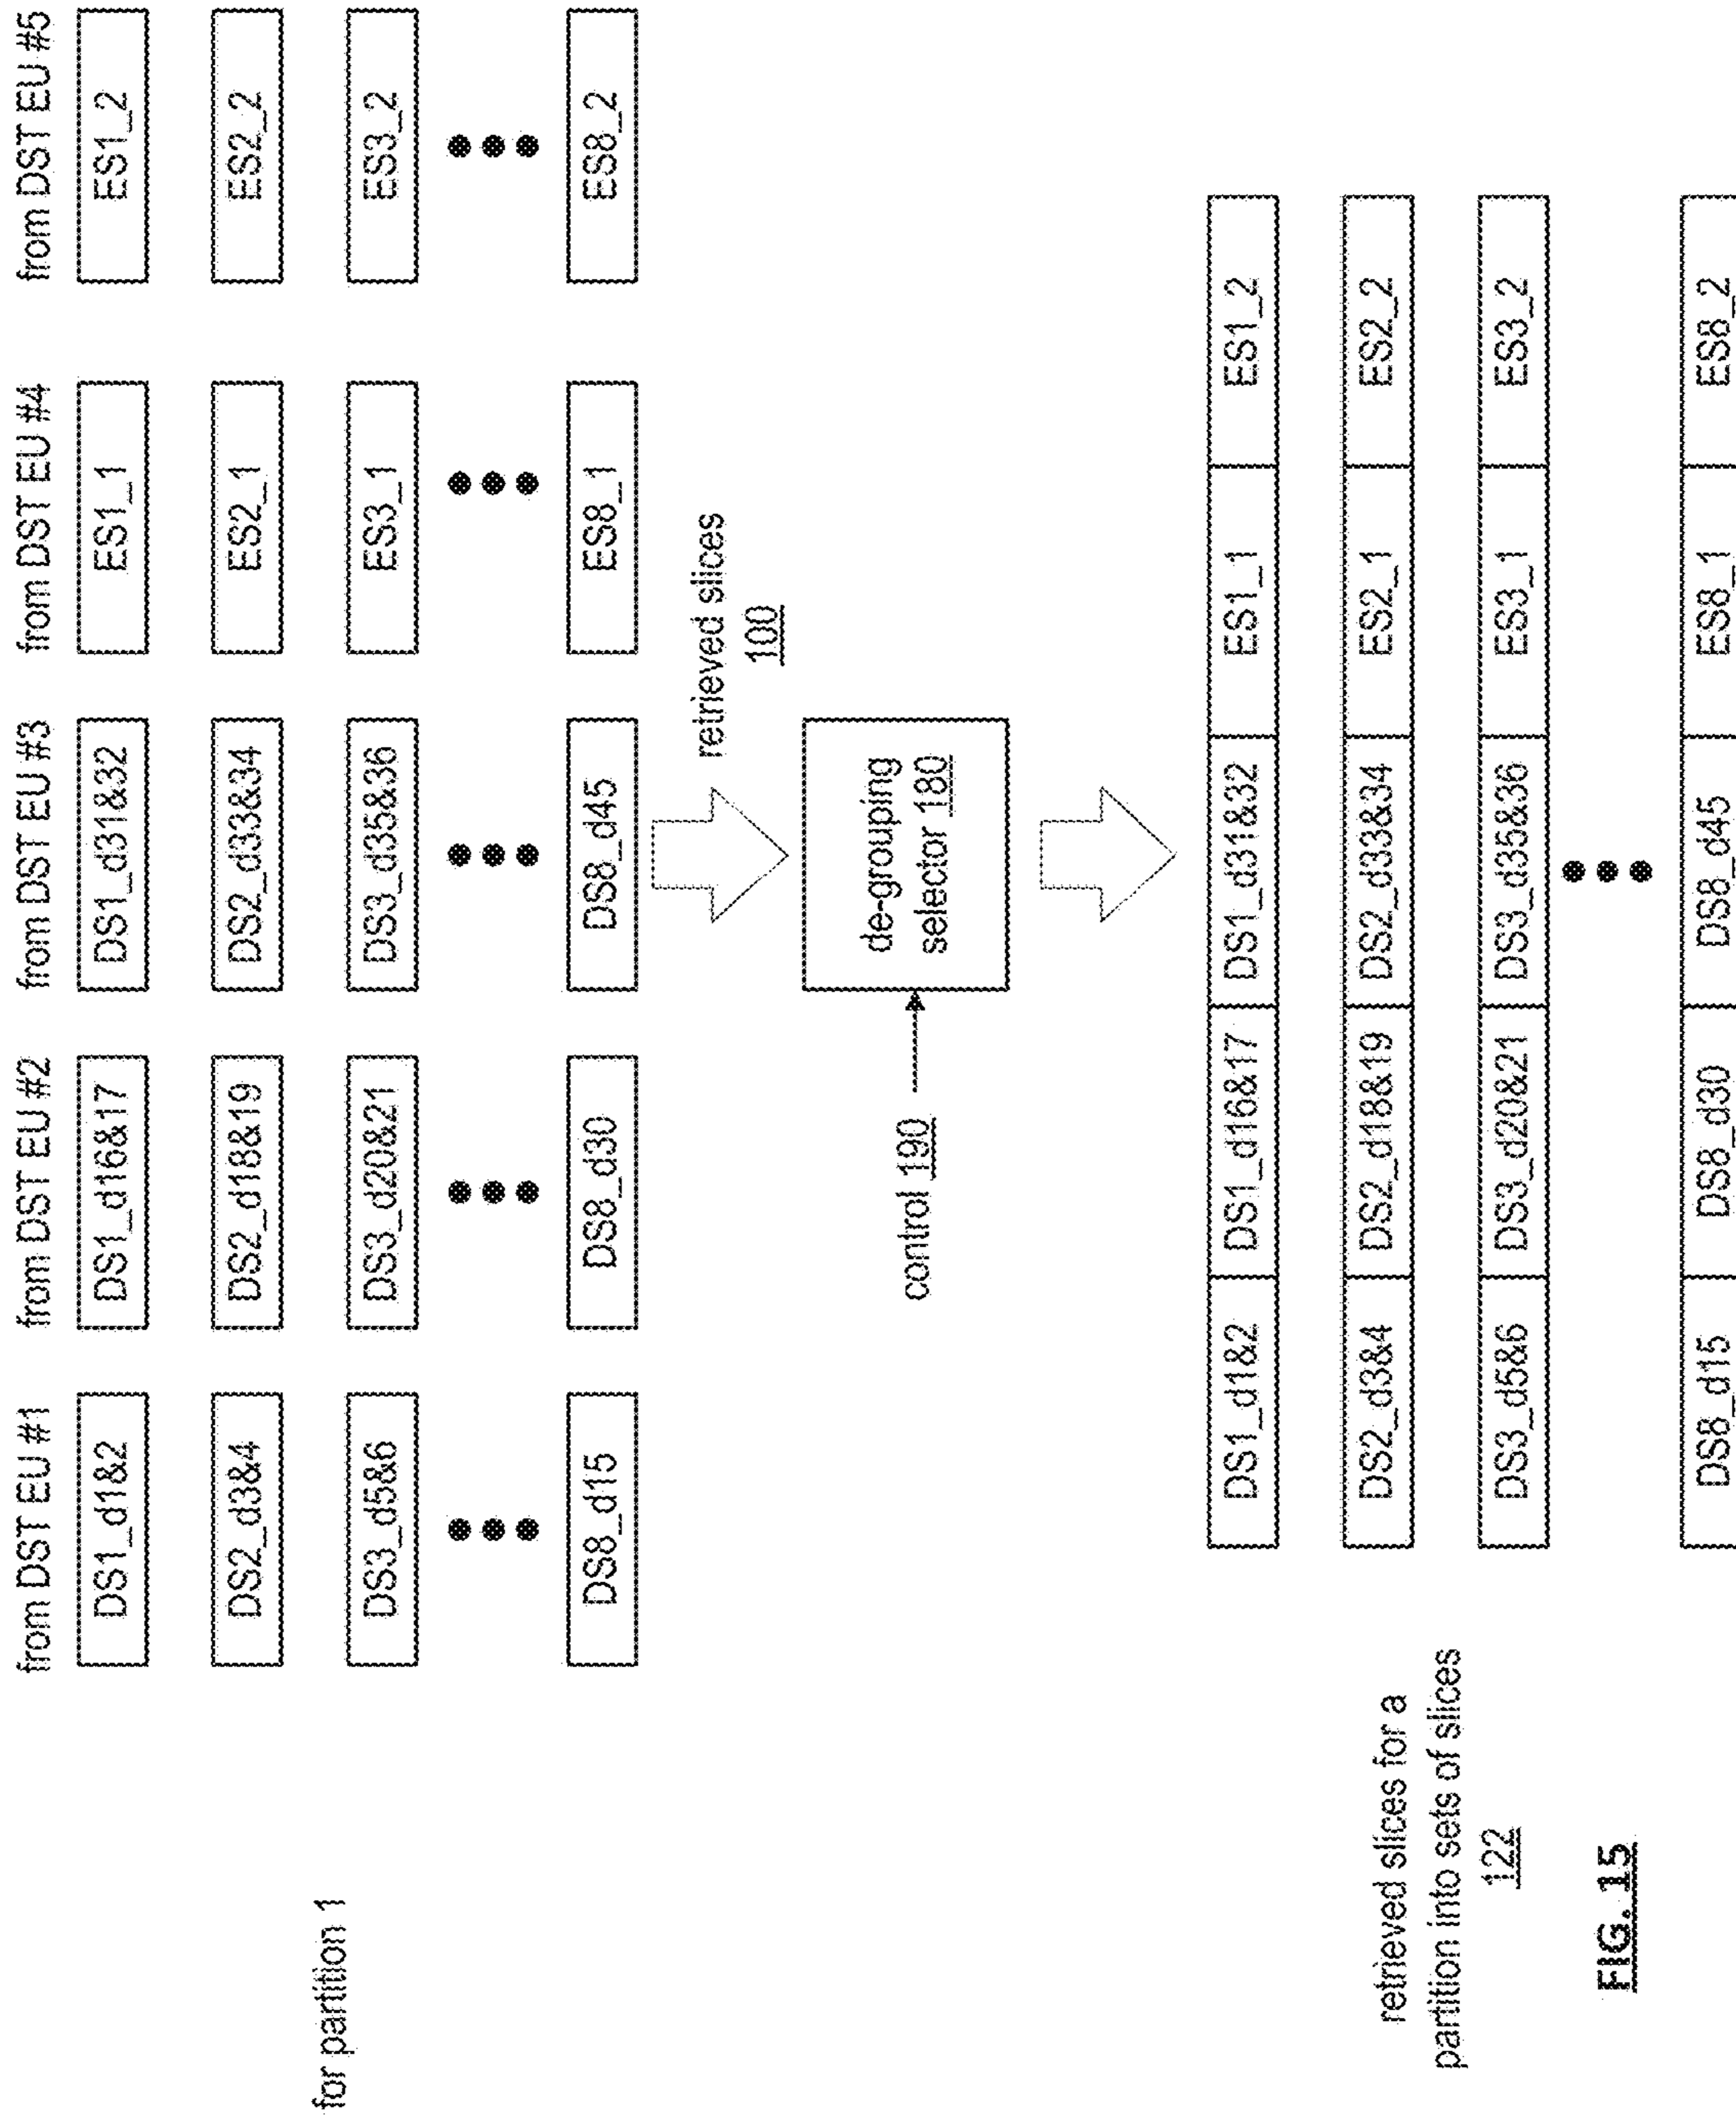 from DST EU #1 from DST EU #2 from DST EU #3 from DST EU #4 from DST EU #5
DS1_d1&2 DS1_d16&17 DS1_d31&32 ES1_1 ES1_2
DS2_d3&4 DS2_d18&19 DS2_d33&34 ES2_1 ES2_2
for partition 1
DS3_d5&6 DS3_d20&21 DS3_d35&36 ES3_1 ES3_2
DS8_d15 DS8_d30 DS8_d45 ES8_1 ES8_2
retrieved slices
100
control 190
de-grouping
selector 180
DS1_d1&2 DS1_d16&17 DS1_d31&32 ES1_1 ES1_2
DS2_d3&4 DS2_d18&19 DS2_d33&34 ES2_1 ES2_2
DS3_d5&6 DS3_d20&21 DS3_d35&36 ES3_1 ES3_2
DS8_d15 DS8_d30 DS8_d45 ES8_1 ES8_2
retrieved slices for a
partition into sets of slices
122
FIG. 15